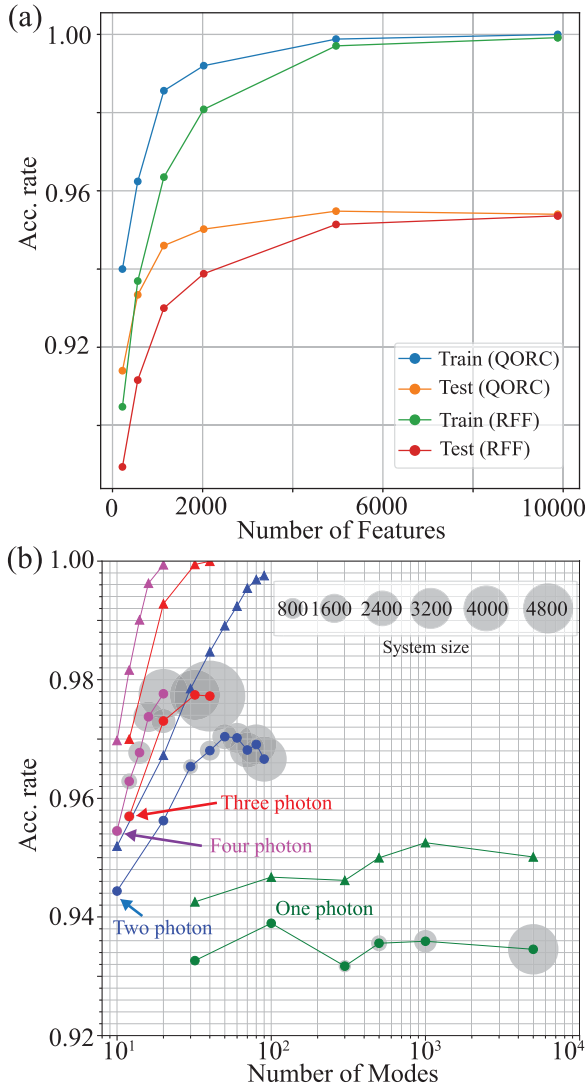 (a)
1.00
0.96
0.92
Acc. rate
Train (QORC)
Test (QORC)
Train (RFF)
Test (RFF)
0 2000 6000 10000
Number of Features
(b)
1.00
0.98
0.96
0.94
0.92
Acc. rate
800 1600 2400 3200 4000 4800
System size
Three photon
Four photon
One photon
Two photon
10¹ 10² 10³ 10⁴
Number of Modes